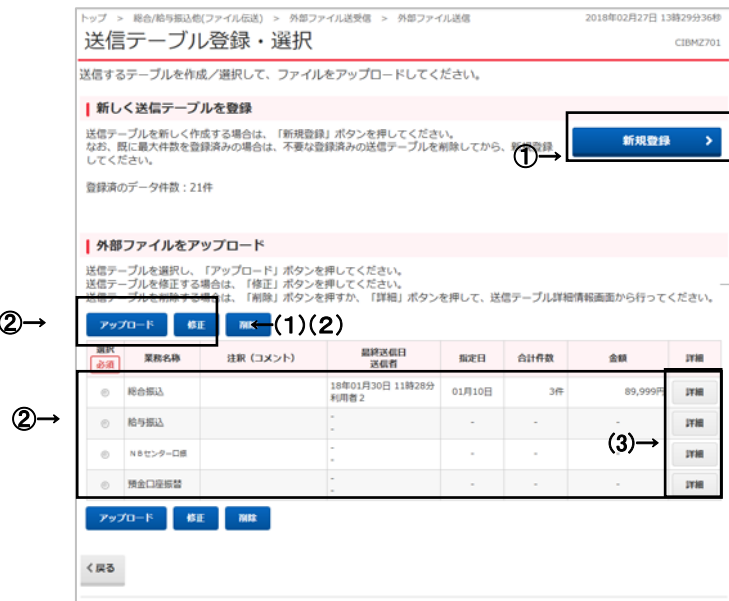 トップ > 総合/給与振込他(ファイル伝送) > 外部ファイル送受信 > 外部ファイル送信
2018年02月27日 13時29分36秒
送信テーブル登録・選択
CIBMZ701
送信するテーブルを作成/選択して、ファイルをアップロードしてください。
新しく送信テーブルを登録
送信テーブルを新しく作成する場合は、「新規登録」ボタンを押してください。
なお、既に最大件数を登録済みの場合は、不要な登録済みの送信テーブルを削除してから、新規登録
してください。
①→
新規登録
登録済のデータ件数:21件
外部ファイルをアップロード
送信テーブルを選択し、「アップロード」ボタンを押してください。
送信テーブルを修正する場合は、「修正」ボタンを押してください。
送信テーブルを削除する場合は、「削除」ボタンを押すか、「詳細」ボタンを押して、送信テーブル詳細情報画面から行ってください。
②→ アップロード 修正 削除 ←(1)(2)
選択 必須 業務名称 注釈(コメント) 最終送信日 送信者 指定日 合計件数 金額 詳細
②→
総合振込 18年01月30日 11時28分 利用者2 01月10日 3件 89,999円 詳細
給与振込 - - - - - 詳細
(3)→
NBセンター口振 - - - - - 詳細
預金口座振替 - - - - - 詳細
アップロード 修正 削除
< 戻る